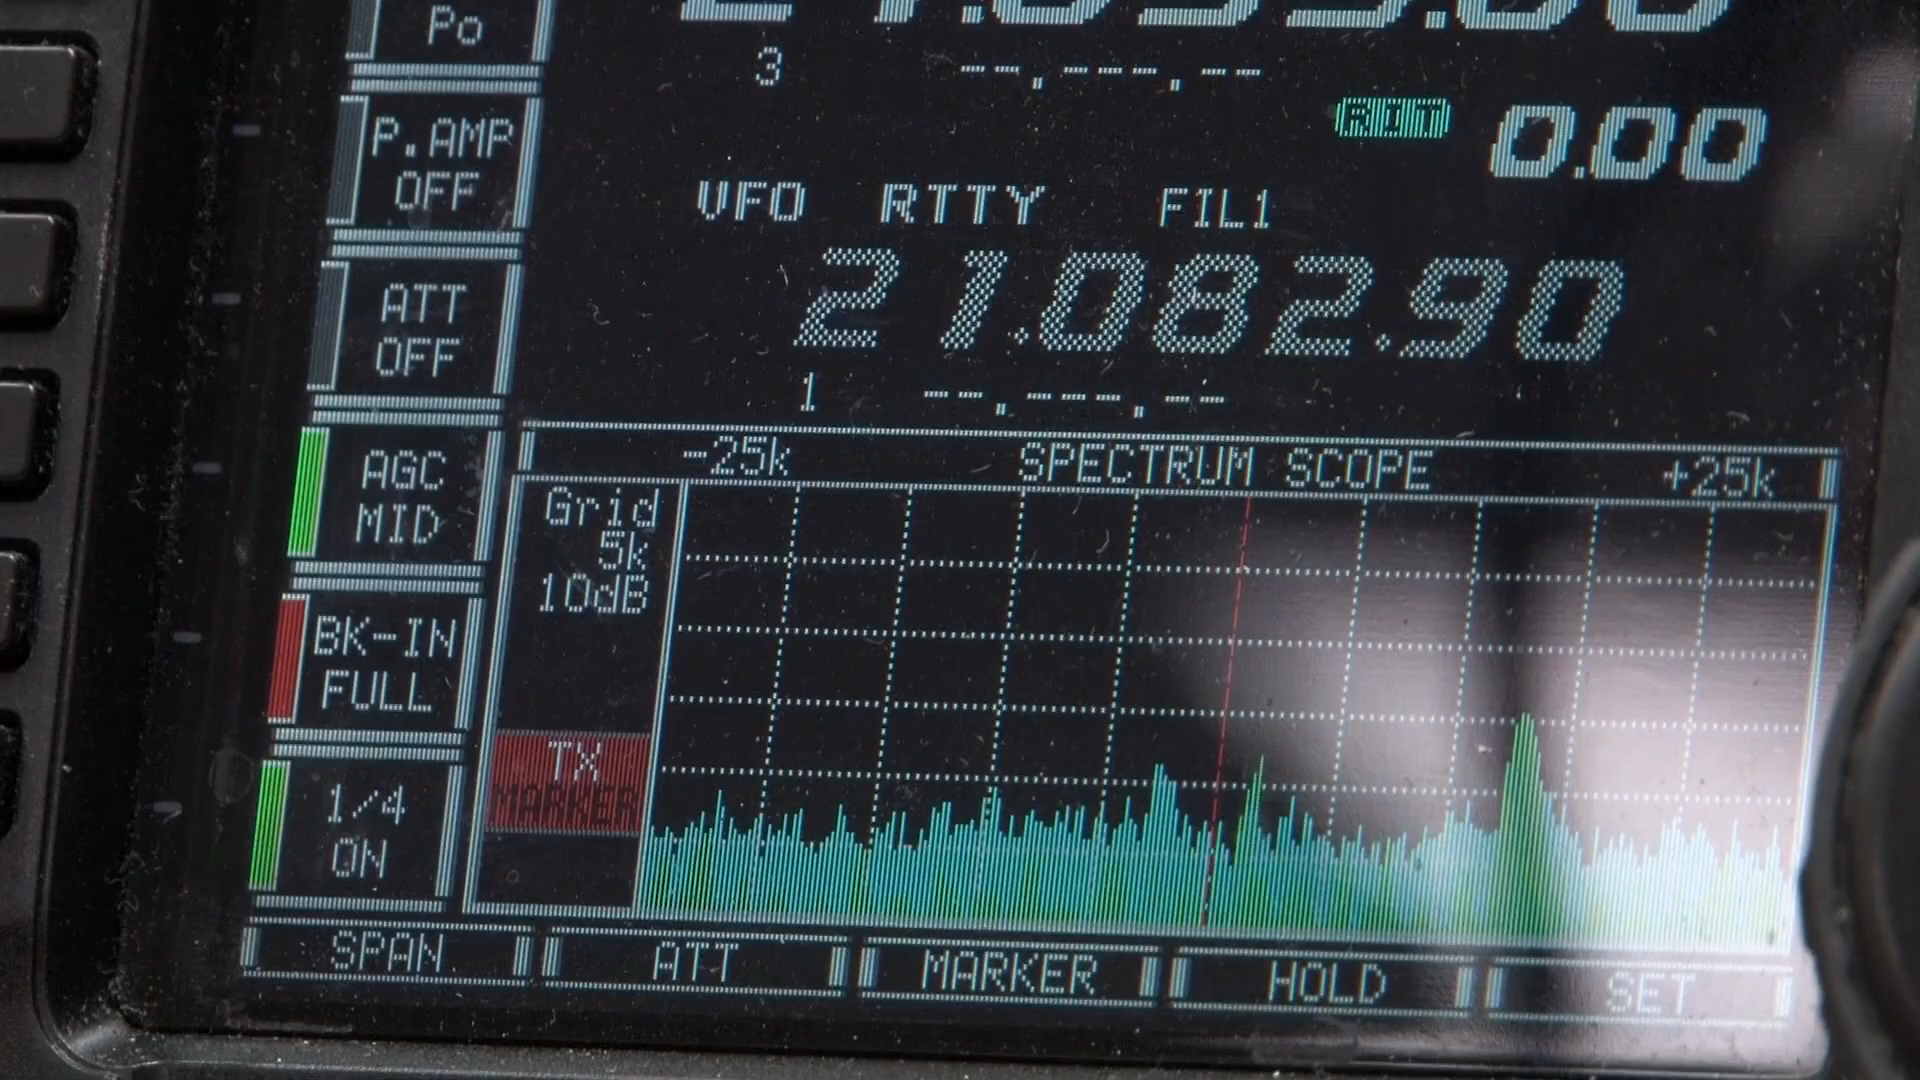 Po
3 --.---.--
RIT 0.00
P.AMP
OFF
VFO RTTY FIL1
21.082.90
ATT
OFF
1 --.---.--
-25k SPECTRUM SCOPE +25k
AGC
MID
Grid
5k
10dB
BK-IN
FULL
TX
MARKER
1/4
ON
SPAN ATT MARKER HOLD SET